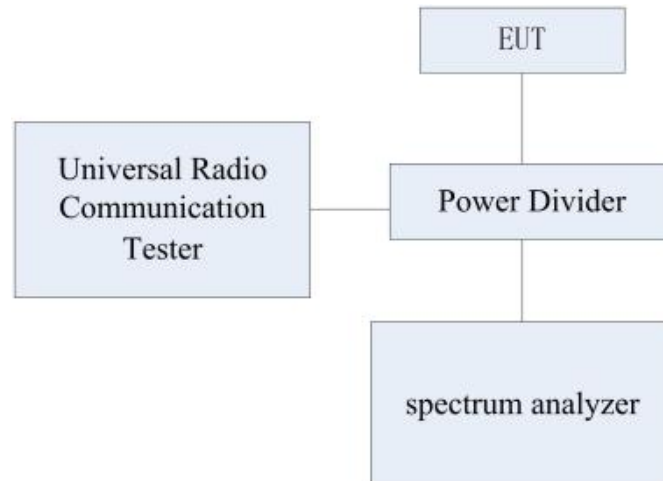 EUT
Universal Radio
Communication
Tester
Power Divider
spectrum analyzer